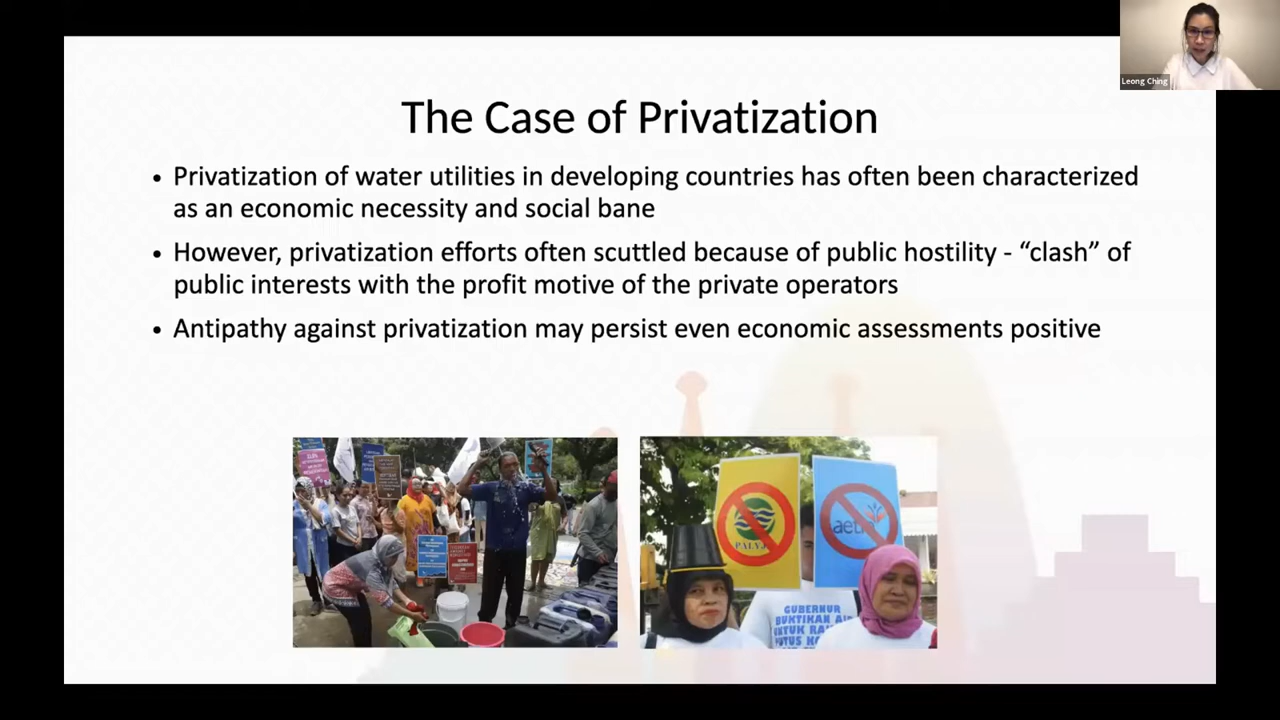 Leong Ching
The Case of Privatization
• Privatization of water utilities in developing countries has often been characterized
as an economic necessity and social bane
• However, privatization efforts often scuttled because of public hostility - “clash” of
public interests with the profit motive of the private operators
• Antipathy against privatization may persist even economic assessments positive
GUBERNUR
BUKTIKAN AIR
UNTUK